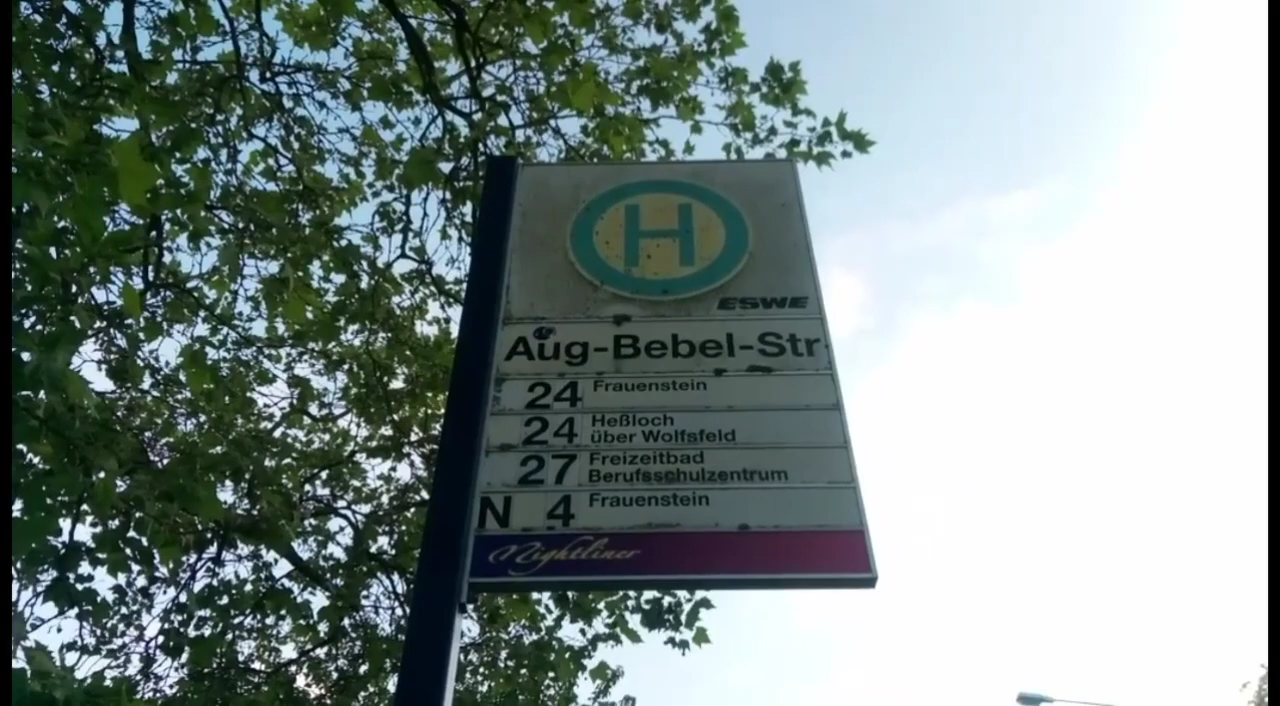 H
ESWE
Aug-Bebel-Str
24 Frauenstein
24 Heßloch
über Wolfsfeld
27 Freizeitbad
Berufsschulzentrum
N 4 Frauenstein
Nightliner